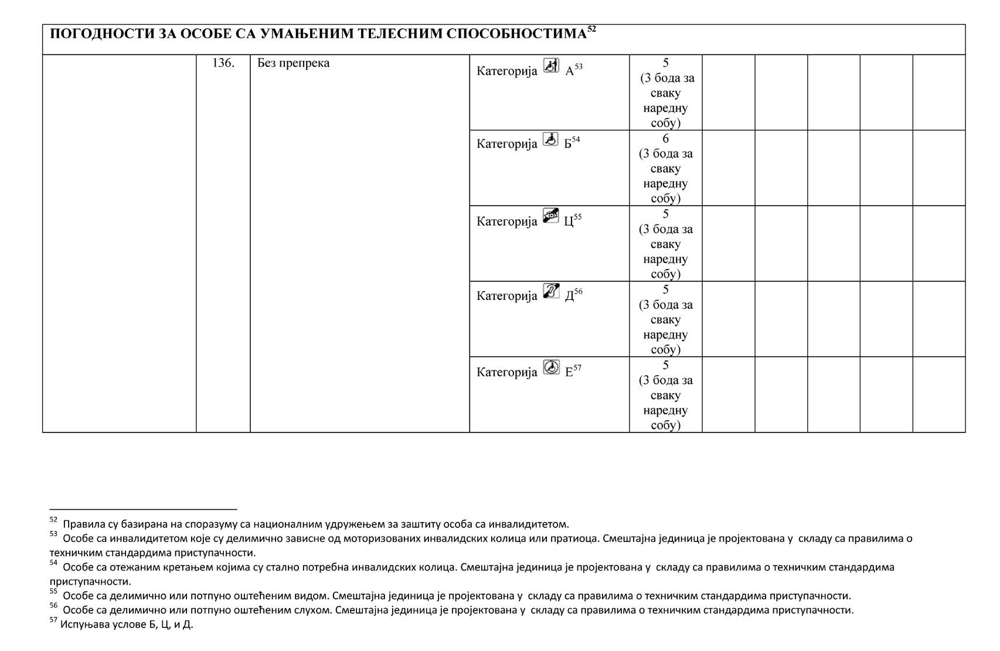 ПОГОДНОСТИ ЗА ОСОБЕ СА УМАЊЕНИМ ТЕЛЕСНИМ СПОСОБНОСТИМА52
136.
Без препрека
Категорија А53
5
(3 бода за
сваку
наредну
собу)
Категорија Б54
6
(3 бода за
сваку
наредну
собу)
Категорија Ц55
5
(3 бода за
сваку
наредну
собу)
Категорија Д56
5
(3 бода за
сваку
наредну
собу)
Категорија Е57
5
(3 бода за
сваку
наредну
собу)
52 Правила су базирана на споразуму са националним удружењем за заштиту особа са инвалидитетом.
53 Особе са инвалидитетом које су делимично зависне од моторизованих инвалидских колица или пратиоца. Смештајна јединица је пројектована у складу са правилима о
техничким стандардима приступачности.
54 Особе са отежаним кретањем којима су стално потребна инвалидских колица. Смештајна јединица је пројектована у складу са правилима о техничким стандардима
приступачности.
55 Особе са делимично или потпуно оштећеним видом. Смештајна јединица је пројектована у складу са правилима о техничким стандардима приступачности.
56 Особе са делимично или потпуно оштећеним слухом. Смештајна јединица је пројектована у складу са правилима о техничким стандардима приступачности.
57 Испуњава услове Б, Ц, и Д.